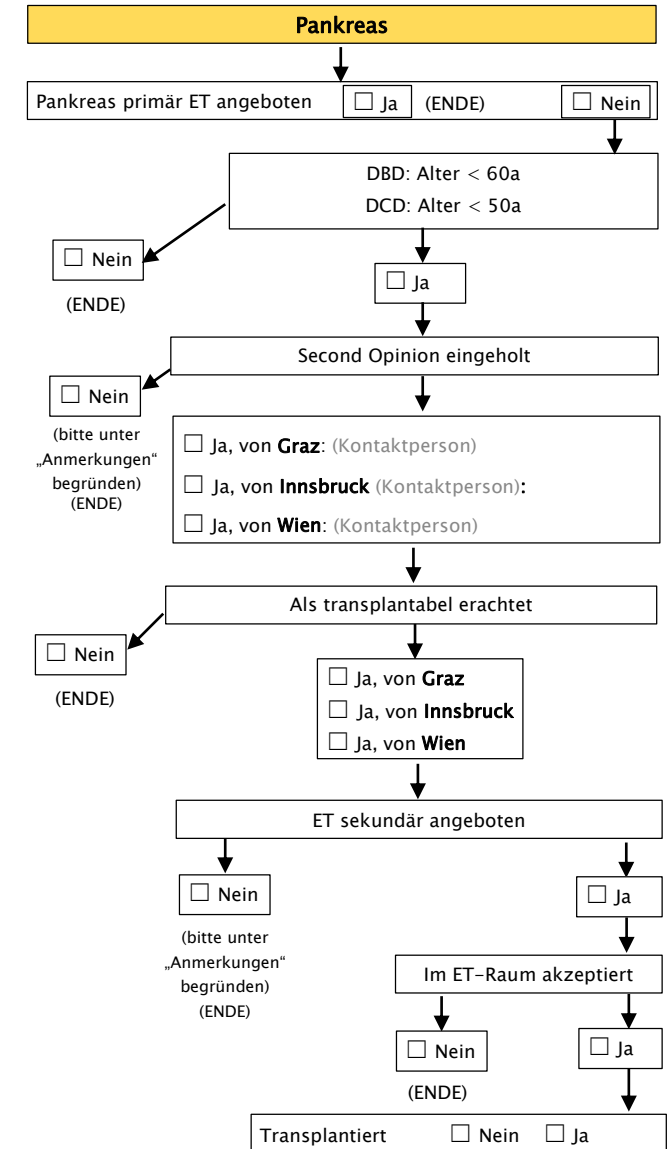 Pankreas
Pankreas primär ET angeboten ☐ Ja (ENDE) ☐ Nein
DBD: Alter < 60a
DCD: Alter < 50a
☐ Nein
(ENDE)
☐ Ja
Second Opinion eingeholt
☐ Nein
(bitte unter
„Anmerkungen“
begründen)
(ENDE)
☐ Ja, von Graz: (Kontaktperson)
☐ Ja, von Innsbruck (Kontaktperson):
☐ Ja, von Wien: (Kontaktperson)
Als transplantabel erachtet
☐ Nein
(ENDE)
☐ Ja, von Graz
☐ Ja, von Innsbruck
☐ Ja, von Wien
ET sekundär angeboten
☐ Nein
(bitte unter
„Anmerkungen“
begründen)
(ENDE)
☐ Ja
Im ET-Raum akzeptiert
☐ Nein
(ENDE)
☐ Ja
Transplantiert ☐ Nein ☐ Ja